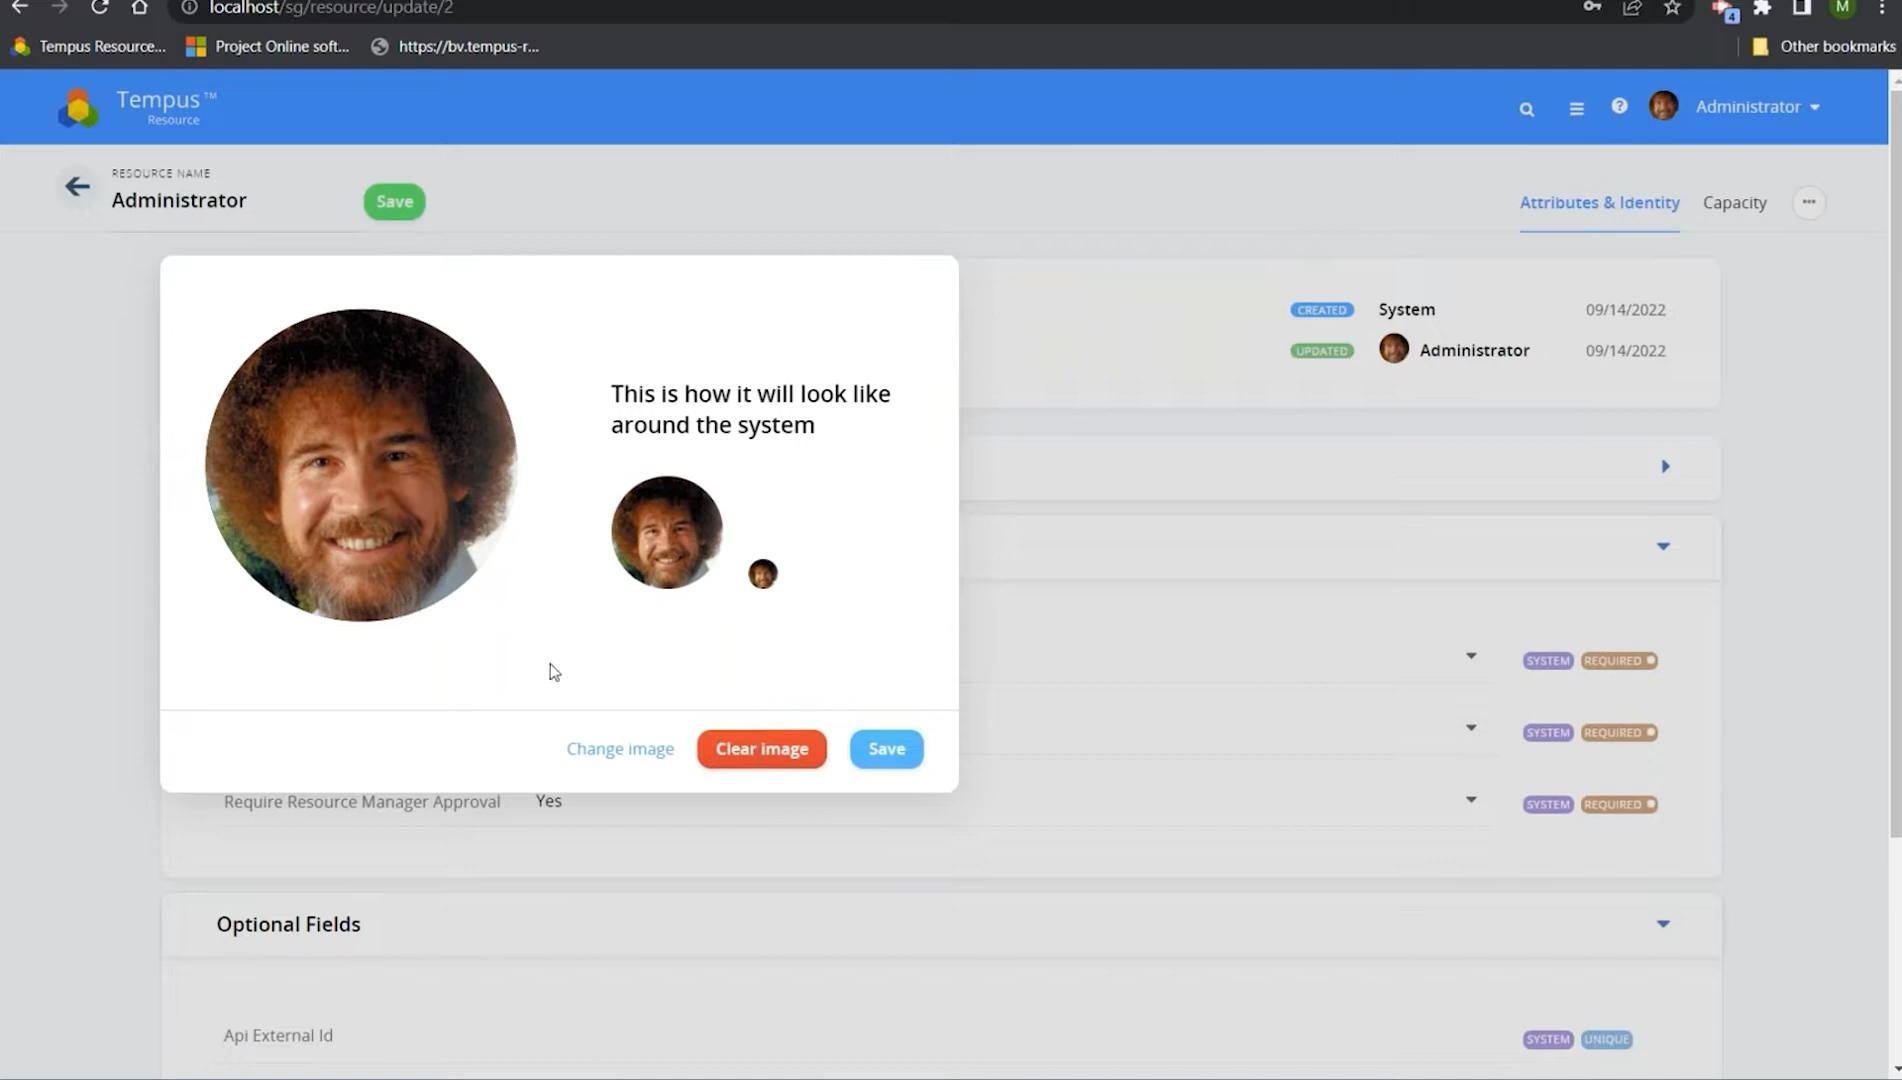 localhost/sg/resource/update/2
4
M
Tempus Resource...
Project Online soft...
https://bv.tempus-r...
Other bookmarks
Tempus™
Resource
?
Administrator
RESOURCE NAME
Administrator
Save
Attributes & Identity
Capacity
CREATED
System
09/14/2022
UPDATED
Administrator
09/14/2022
This is how it will look like
around the system
SYSTEM
REQUIRED
SYSTEM
REQUIRED
Change image
Clear image
Save
Require Resource Manager Approval
Yes
SYSTEM
REQUIRED
Optional Fields
Api External Id
SYSTEM
UNIQUE